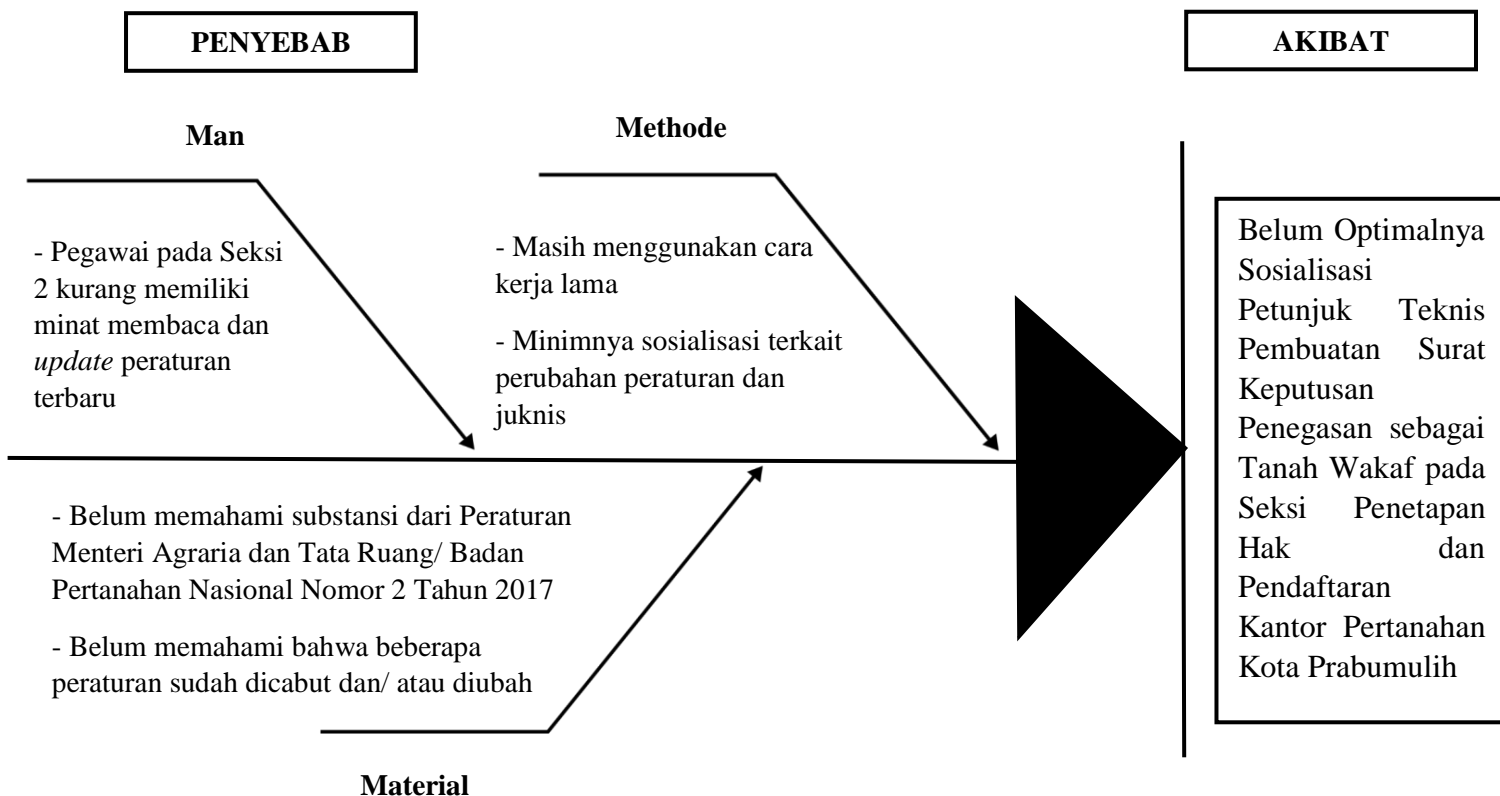 PENYEBAB
AKIBAT
Man
Methode
- Pegawai pada Seksi
2 kurang memiliki
minat membaca dan
update peraturan
terbaru
- Masih menggunakan cara
kerja lama
- Minimnya sosialisasi terkait
perubahan peraturan dan
juknis
- Belum memahami substansi dari Peraturan
Menteri Agraria dan Tata Ruang/ Badan
Pertanahan Nasional Nomor 2 Tahun 2017
- Belum memahami bahwa beberapa
peraturan sudah dicabut dan/ atau diubah
Material
Belum Optimalnya
Sosialisasi
Petunjuk Teknis
Pembuatan Surat
Keputusan
Penegasan sebagai
Tanah Wakaf pada
Seksi Penetapan
Hak dan
Pendaftaran
Kantor Pertanahan
Kota Prabumulih